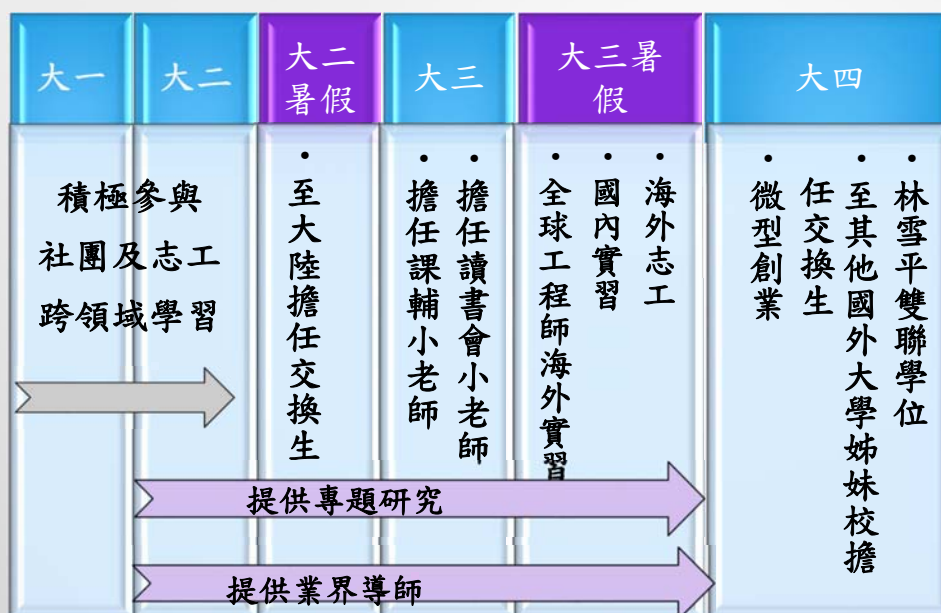 大一
大二
大二
暑假
大三
大三暑
假
大四
積極參與
社團及志工
跨領域學習
・至大陸擔任交換生
・擔任讀書會小老師
・擔任課輔小老師
・海外志工
・國內實習
・全球工程師海外實習
・林雪平雙聯學位
・至其他國外大學姊妹校擔
任交換生
・微型創業
提供專題研究
提供業界導師